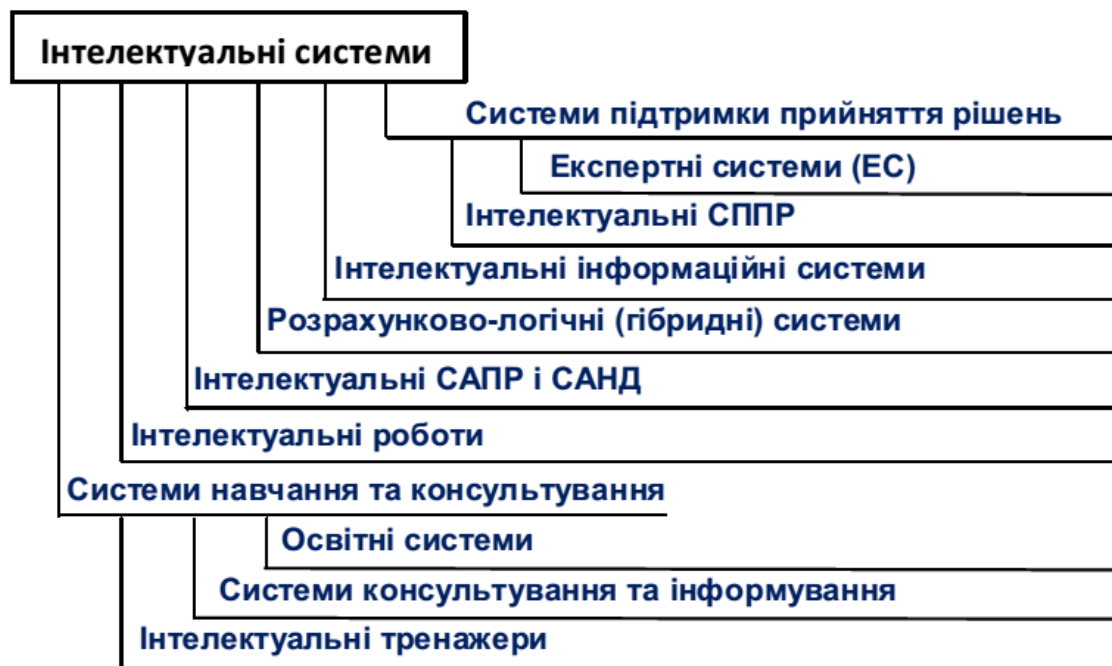 Інтелектуальні системи
Системи підтримки прийняття рішень
Експертні системи (ЕС)
Інтелектуальні СППР
Інтелектуальні інформаційні системи
Розрахунково-логічні (гібридні) системи
Інтелектуальні САПР і САНД
Інтелектуальні роботи
Системи навчання та консультування
Освітні системи
Системи консультування та інформування
Інтелектуальні тренажери